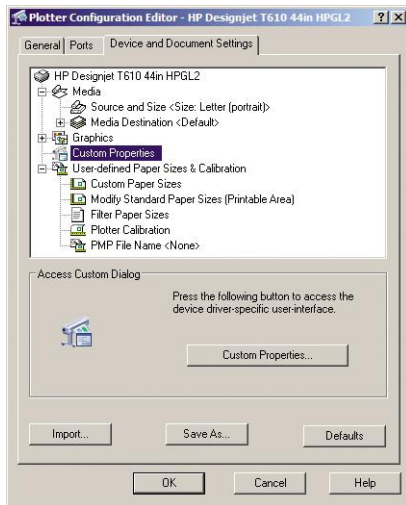 Plotter Configuration Editor - HP Designjet T610 44in HPGL2
General Ports Device and Document Settings
HP Designjet T610 44in HPGL2
Media
Source and Size <Size: Letter (portrait)>
Media Destination <Default>
Graphics
Custom Properties
User-defined Paper Sizes & Calibration
Custom Paper Sizes
Modify Standard Paper Sizes (Printable Area)
Filter Paper Sizes
Plotter Calibration
PMP File Name <None>
Access Custom Dialog
Press the following button to access the
device driver-specific user-interface.
Custom Properties...
Import... Save As... Defaults
OK Cancel Help